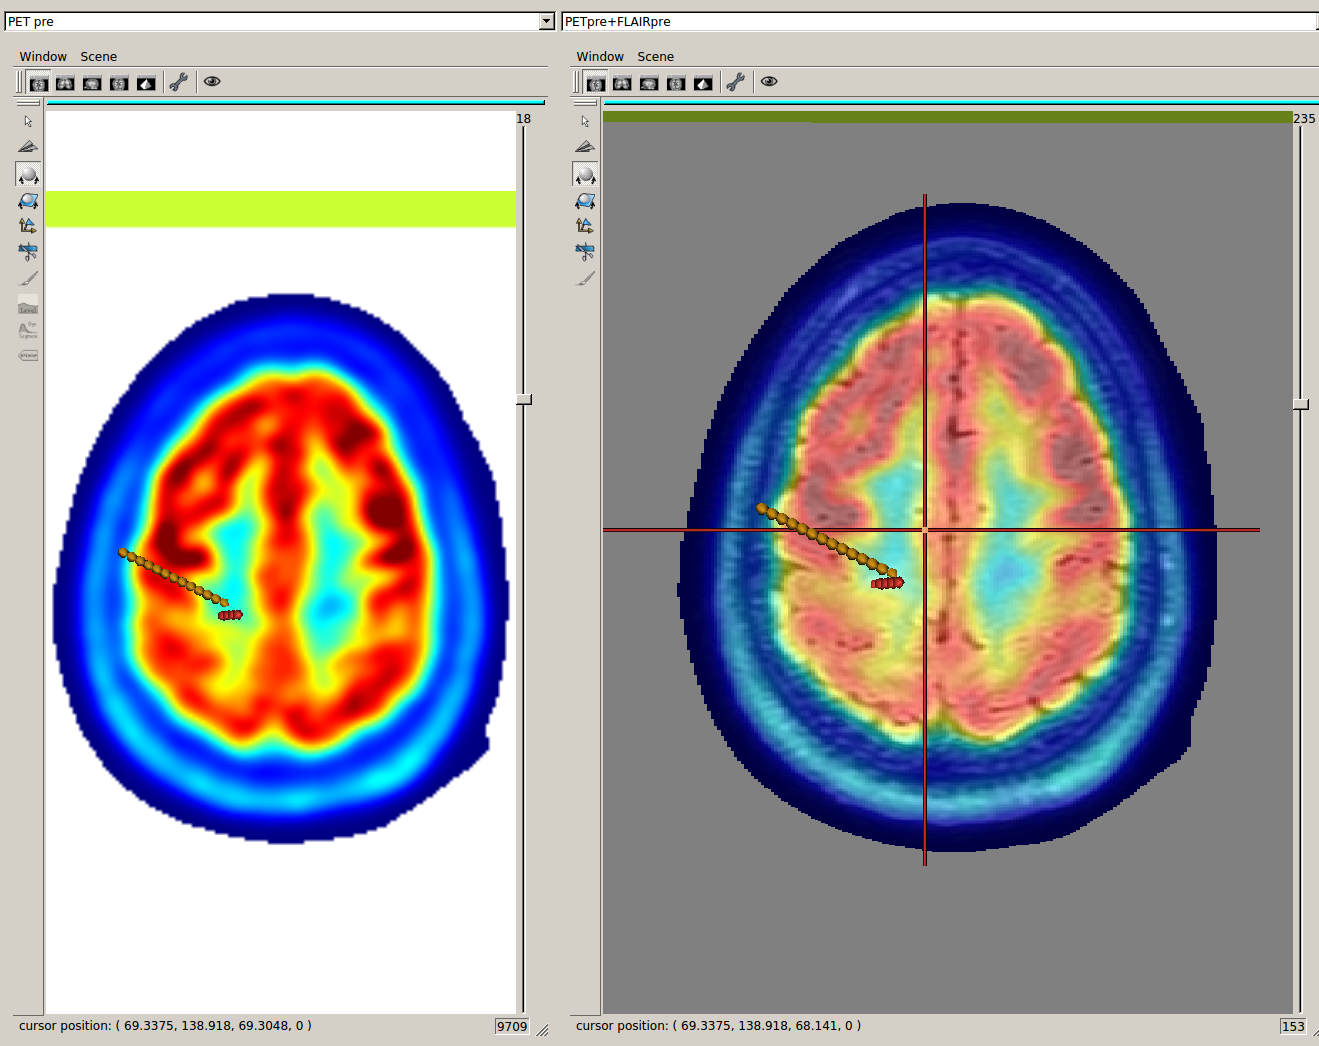 PET pre
PETpre+FLAIRpre
Window Scene
Window Scene
18
235
cursor position: ( 69.3375, 138.918, 69.3048, 0 )
9709
cursor position: ( 69.3375, 138.918, 68.141, 0 )
153